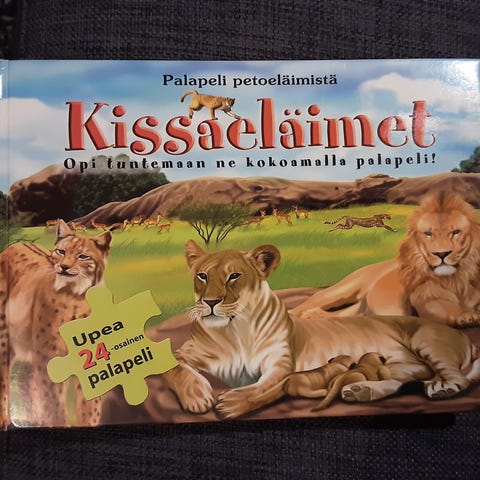 Palapeli petoeläimistä
Kissaeläimet
Opi tuntemaan ne kokoamalla palapeli!
Upea
24-osainen
palapeli